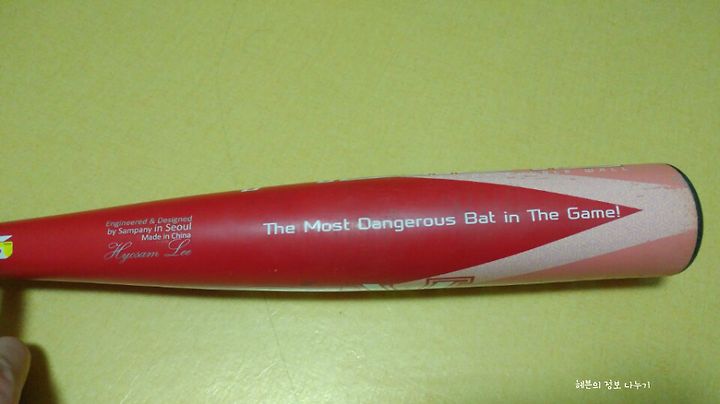 Engineered & Designed
by Sampany in Seoul
Made in China
Hyosam Lee
The Most Dangerous Bat in The Game!
헤븐의 정보 나누기